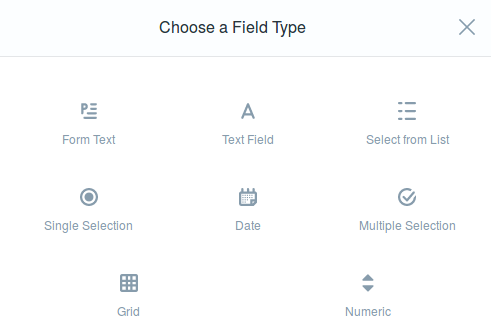 Choose a Field Type
Form Text
Text Field
Select from List
Single Selection
Date
Multiple Selection
Grid
Numeric